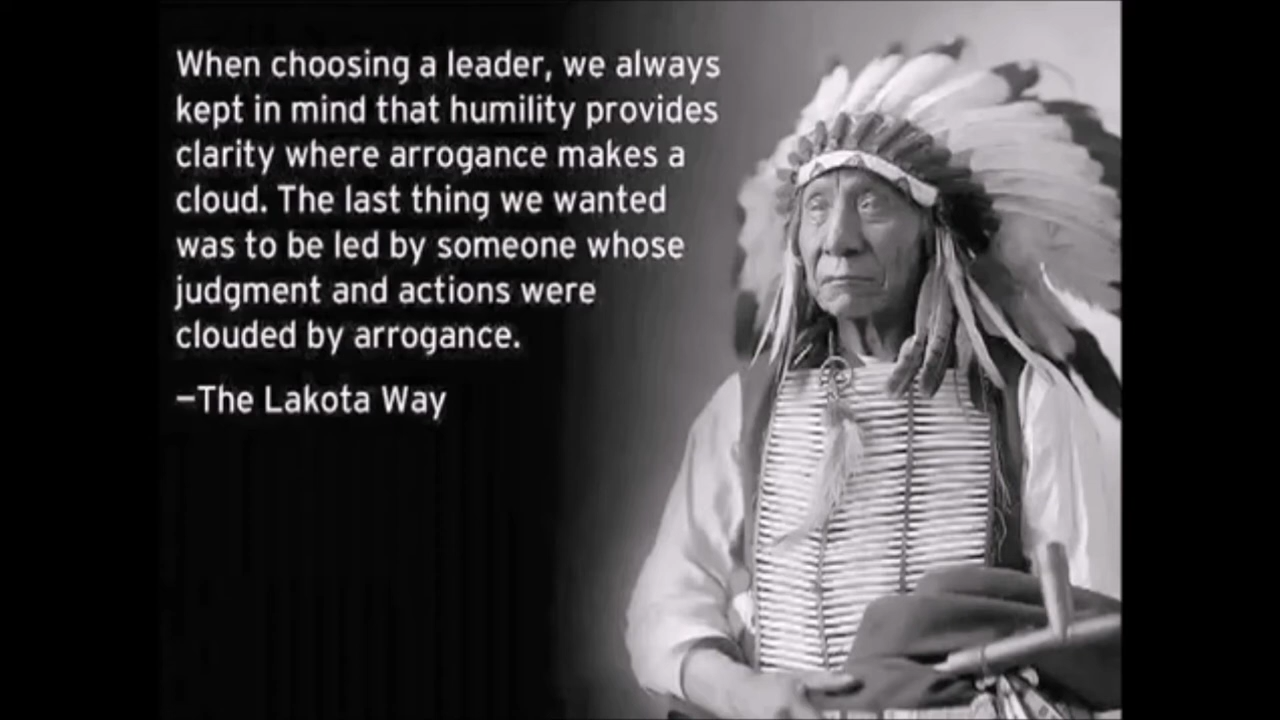 When choosing a leader, we always
kept in mind that humility provides
clarity where arrogance makes a
cloud. The last thing we wanted
was to be led by someone whose
judgment and actions were
clouded by arrogance.
—The Lakota Way